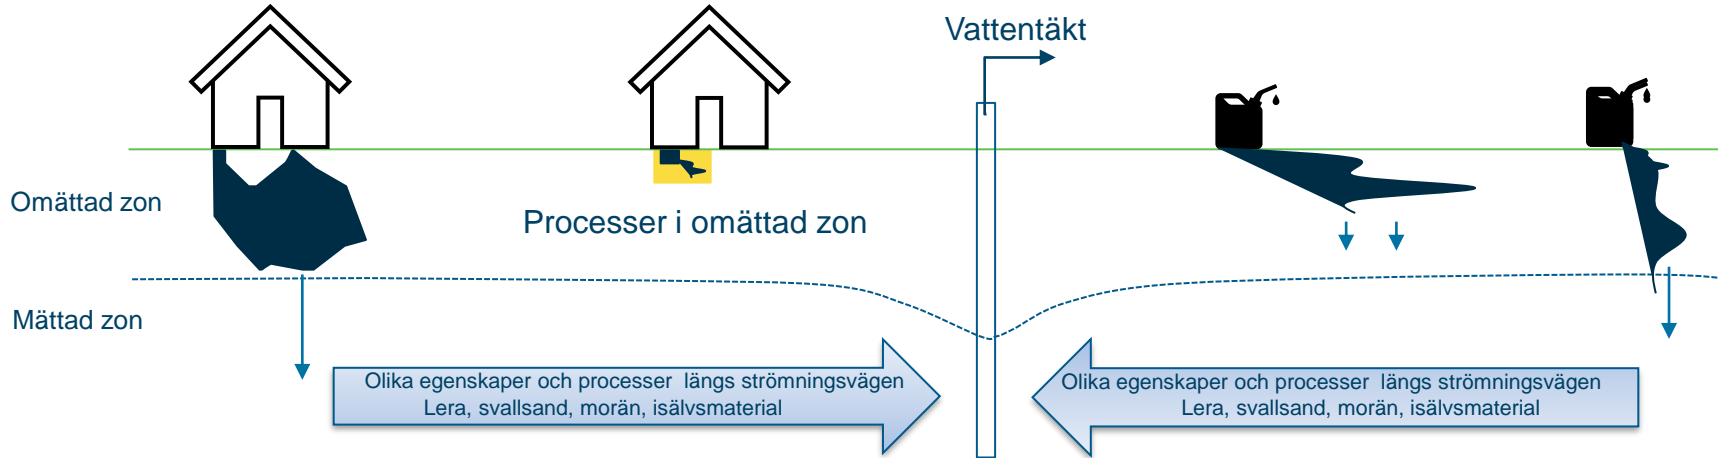 Vattentäkt
Omättad zon
Processer i omättad zon
Mättad zon
Olika egenskaper och processer  längs strömningsvägen
Lera, svallsand, morän, isälvsmaterial
Olika egenskaper och processer  längs strömningsvägen
Lera, svallsand, morän, isälvsmaterial